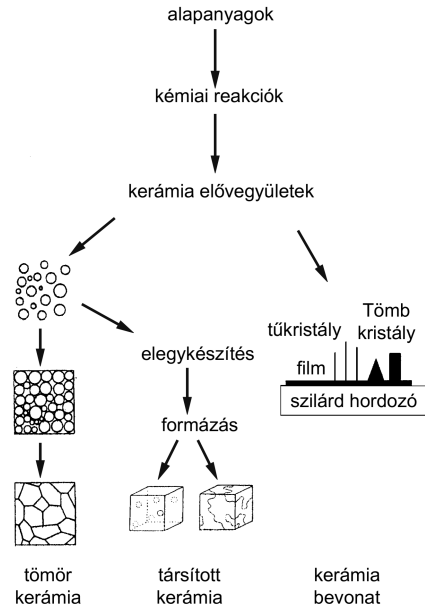 alapanyagok
kémiai reakciók
kerámia elővegyületek
Tömb
tűkristály kristály
film
elegykészítés
szilárd hordozó
formázás
tömör
kerámia
társított
kerámia
kerámia
bevonat